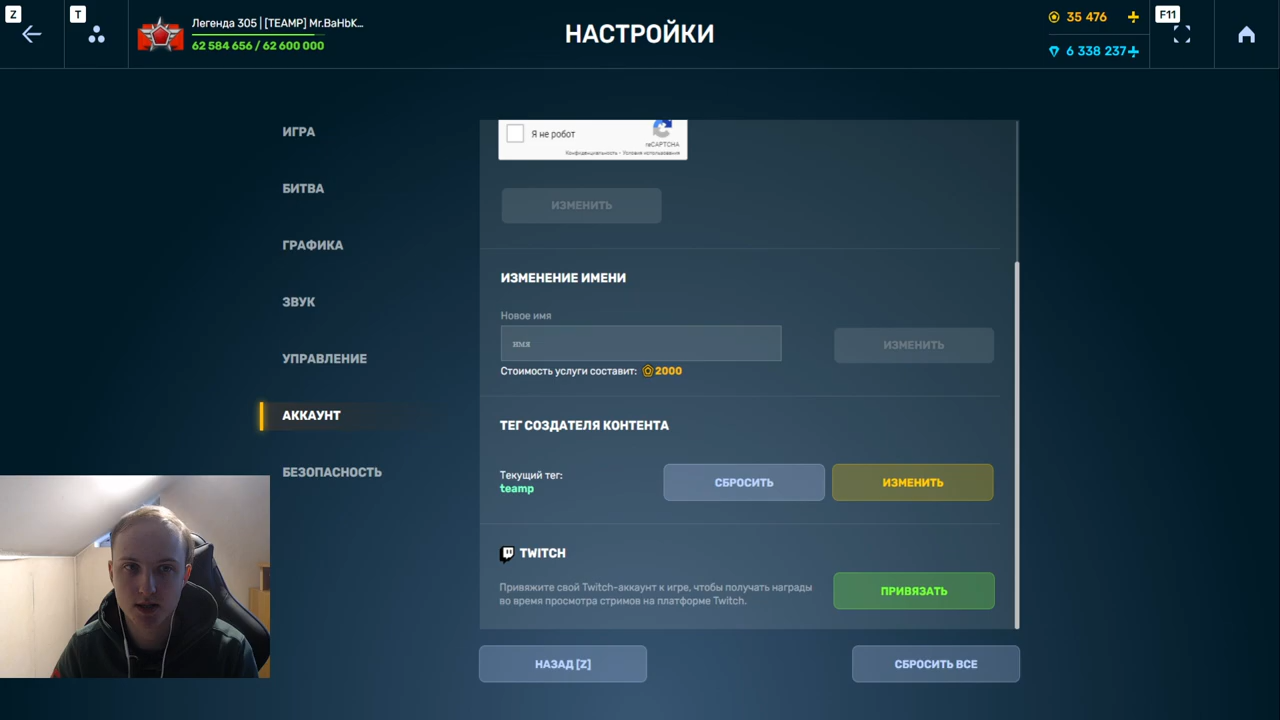 Z
T
Легенда 305 | [TEAMP] Mr.BaHbK...
62 584 656 / 62 600 000
НАСТРОЙКИ
35 476
6 338 237
F11
ИГРА
БИТВА
ГРАФИКА
ЗВУК
УПРАВЛЕНИЕ
АККАУНТ
БЕЗОПАСНОСТЬ
Я не робот
reCAPTCHA
Конфиденциальность - Условия использования
ИЗМЕНИТЬ
ИЗМЕНЕНИЕ ИМЕНИ
Новое имя
имя
ИЗМЕНИТЬ
Стоимость услуги составит: 2000
ТЕГ СОЗДАТЕЛЯ КОНТЕНТА
Текущий тег:
teamp
СБРОСИТЬ
ИЗМЕНИТЬ
TWITCH
Привяжите свой Twitch-аккаунт к игре, чтобы получать награды
во время просмотра стримов на платформе Twitch.
ПРИВЯЗАТЬ
НАЗАД [Z]
СБРОСИТЬ ВСЕ